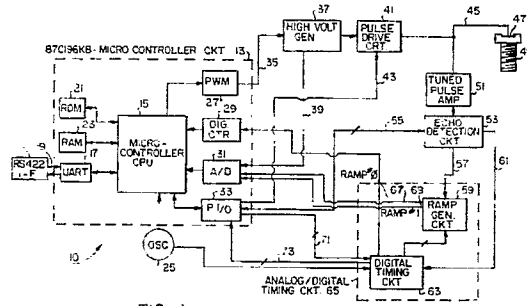 87C196KB-MICRO CONTROLLER CKT 13
HIGH VOLT
GEN
37
PULSE
DRIVE
CRT
41
45
47
PWM
27
35
43
ROM
21
RAM
23
15
MICRO-
CONTROLLER
CPU
DIG
CTR
29
39
TUNED
PULSE
AMP
51
ECHO
DETECTION
CKT
53
55
57
61
RS422
I-F
19
17
UART
A/D
31
P I/O
33
RAMP #0
RAMP #1
67
69
RAMP
GEN.
CKT
59
71
73
OSC
25
10
DIGITAL
TIMING
CKT
63
ANALOG/DIGITAL
TIMING CKT. 65